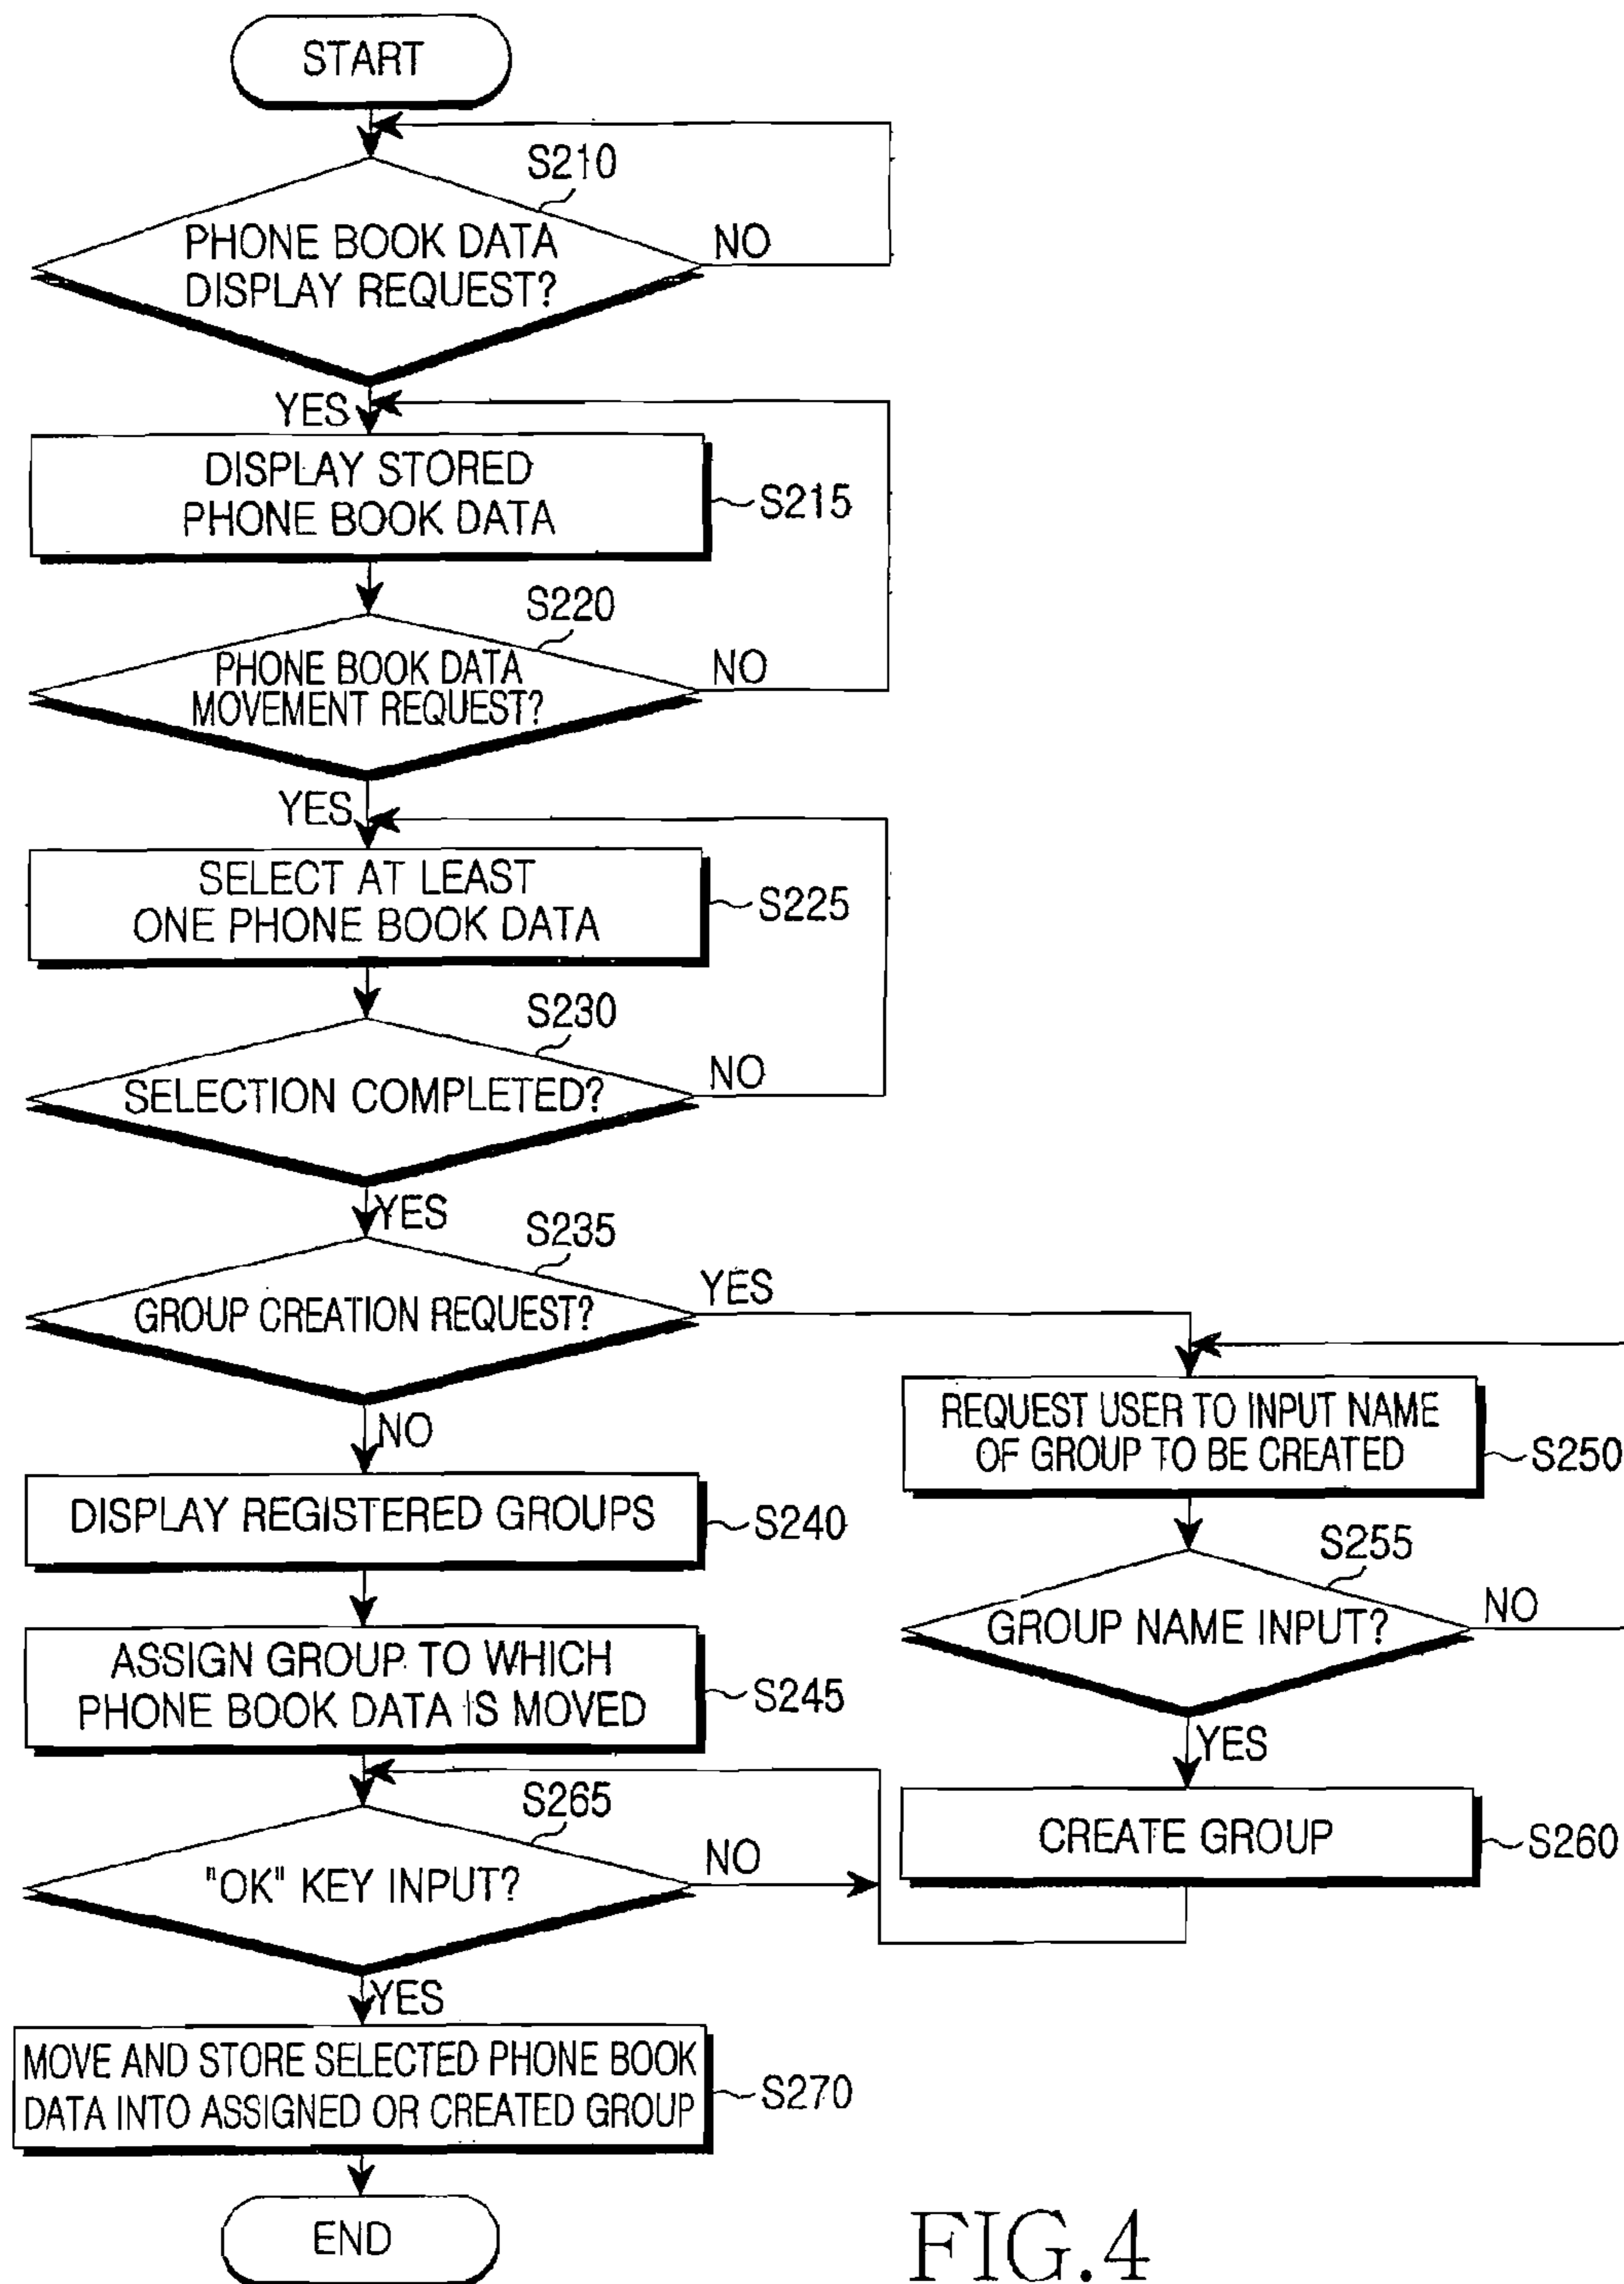 START
S210
PHONE BOOK DATA
DISPLAY REQUEST?
NO
YES
DISPLAY STORED
PHONE BOOK DATA
S215
S220
PHONE BOOK DATA
MOVEMENT REQUEST?
NO
YES
SELECT AT LEAST
ONE PHONE BOOK DATA
S225
S230
SELECTION COMPLETED?
NO
YES
S235
GROUP CREATION REQUEST?
YES
NO
DISPLAY REGISTERED GROUPS
S240
ASSIGN GROUP TO WHICH
PHONE BOOK DATA IS MOVED
S245
REQUEST USER TO INPUT NAME
OF GROUP TO BE CREATED
S250
S255
GROUP NAME INPUT?
NO
YES
CREATE GROUP
S260
S265
"OK" KEY INPUT?
NO
YES
MOVE AND STORE SELECTED PHONE BOOK
DATA INTO ASSIGNED OR CREATED GROUP
S270
END
FIG.4